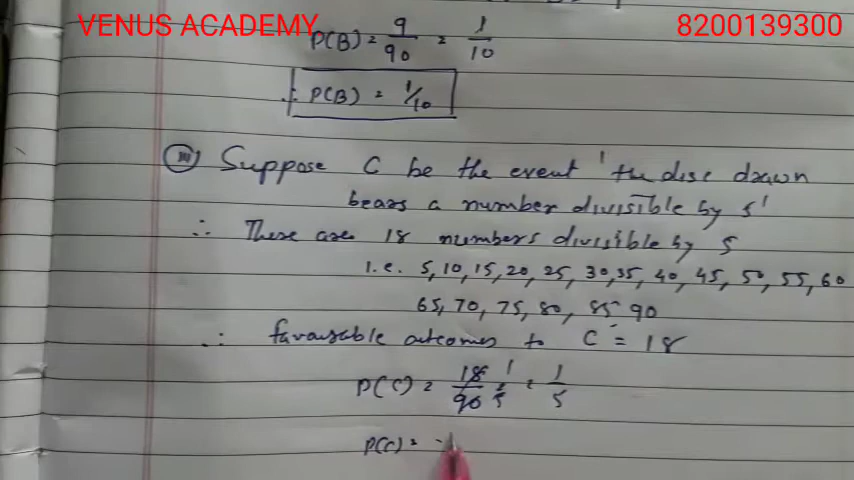 VENUS ACADEMY 8200139300
P(B) = 9/90 = 1/10
∴ P(B) = 1/10
(iii) Suppose C be the event ' the disc drawn
bears a number divisible by 5'
∴ There are 18 numbers divisible by 5
i.e. 5, 10, 15, 20, 25, 30, 35, 40, 45, 50, 55, 60
65, 70, 75, 80, 85 90
∴ favourable outcomes to C = 18
P(C) = 18/90 1/5 = 1/5
P(C) =